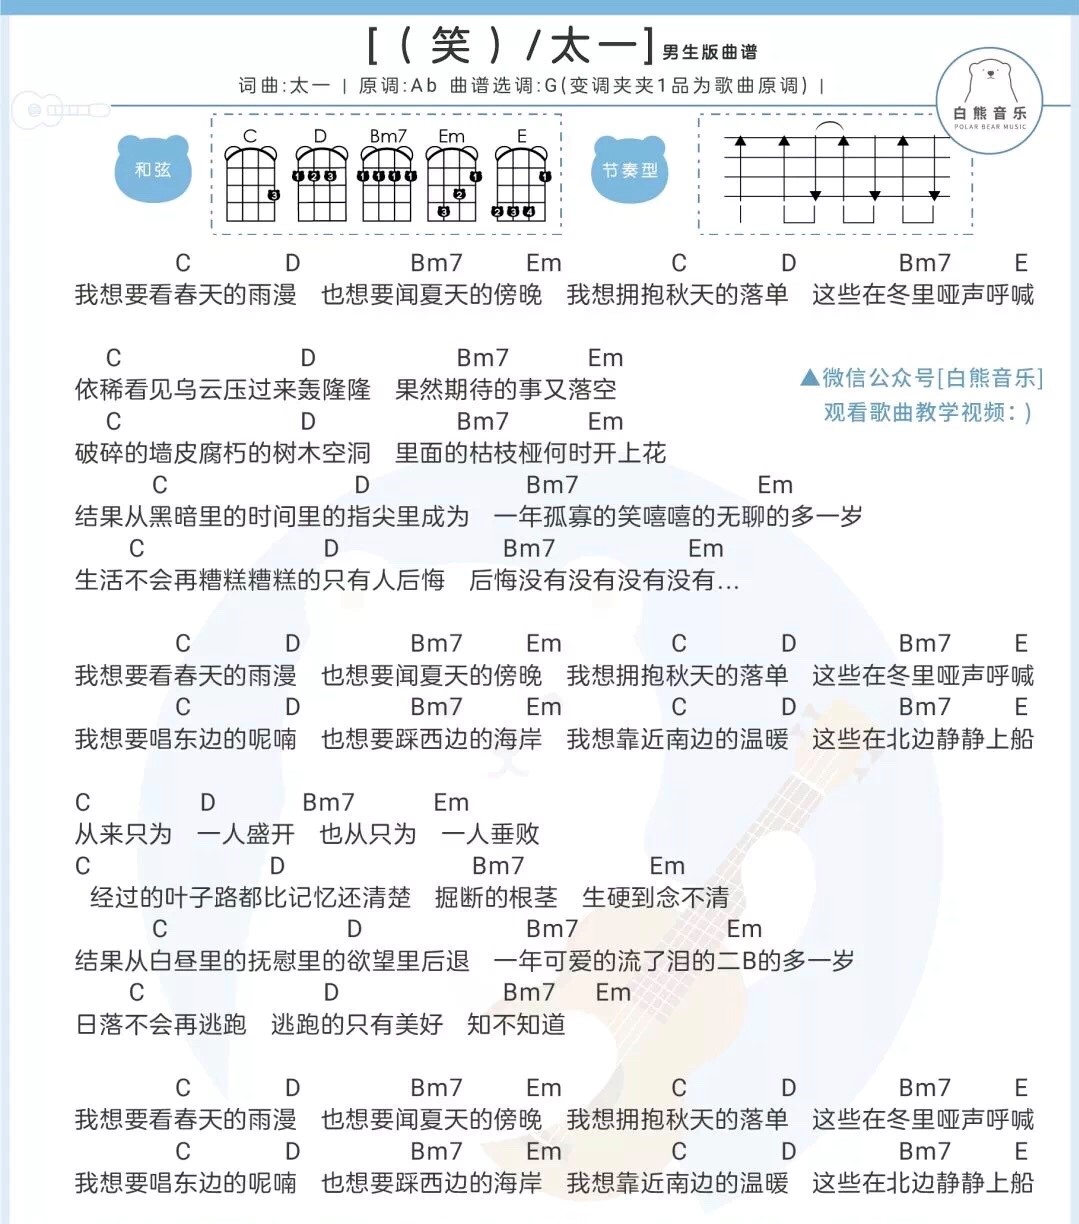 [（笑）/太一]男生版曲谱
词曲:太一 | 原调:Ab 曲谱选调:G(变调夹夹1品为歌曲原调) |
白熊音乐
POLAR BEAR MUSIC
和弦
C D Bm7 Em E
3
1 2 3
1 1 1 1
1 2 3
1 2 3 4
节奏型
C D Bm7 Em C D Bm7 E
我想要看春天的雨漫 也想要闻夏天的傍晚 我想拥抱秋天的落单 这些在冬里哑声呼喊
C D Bm7 Em
依稀看见乌云压过来轰隆隆 果然期待的事又落空
▲微信公众号[白熊音乐]
观看歌曲教学视频：)
C D Bm7 Em
破碎的墙皮腐朽的树木空洞 里面的枯枝桠何时开上花
C D Bm7 Em
结果从黑暗里的时间里的指尖里成为 一年孤寡的笑嘻嘻的无聊的多一岁
C D Bm7 Em
生活不会再糟糕糟糕的只有人后悔 后悔没有没有没有没有...
C D Bm7 Em C D Bm7 E
我想要看春天的雨漫 也想要闻夏天的傍晚 我想拥抱秋天的落单 这些在冬里哑声呼喊
C D Bm7 Em C D Bm7 E
我想要唱东边的呢喃 也想要踩西边的海岸 我想靠近南边的温暖 这些在北边静静上船
C D Bm7 Em
从来只为 一人盛开 也从只为 一人垂败
C D Bm7 Em
经过的叶子路都比记忆还清楚 掘断的根茎 生硬到念不清
C D Bm7 Em
结果从白昼里的抚慰里的欲望里后退 一年可爱的流了泪的二B的多一岁
C D Bm7 Em
日落不会再逃跑 逃跑的只有美好 知不知道
C D Bm7 Em C D Bm7 E
我想要看春天的雨漫 也想要闻夏天的傍晚 我想拥抱秋天的落单 这些在冬里哑声呼喊
C D Bm7 Em C D Bm7 E
我想要唱东边的呢喃 也想要踩西边的海岸 我想靠近南边的温暖 这些在北边静静上船